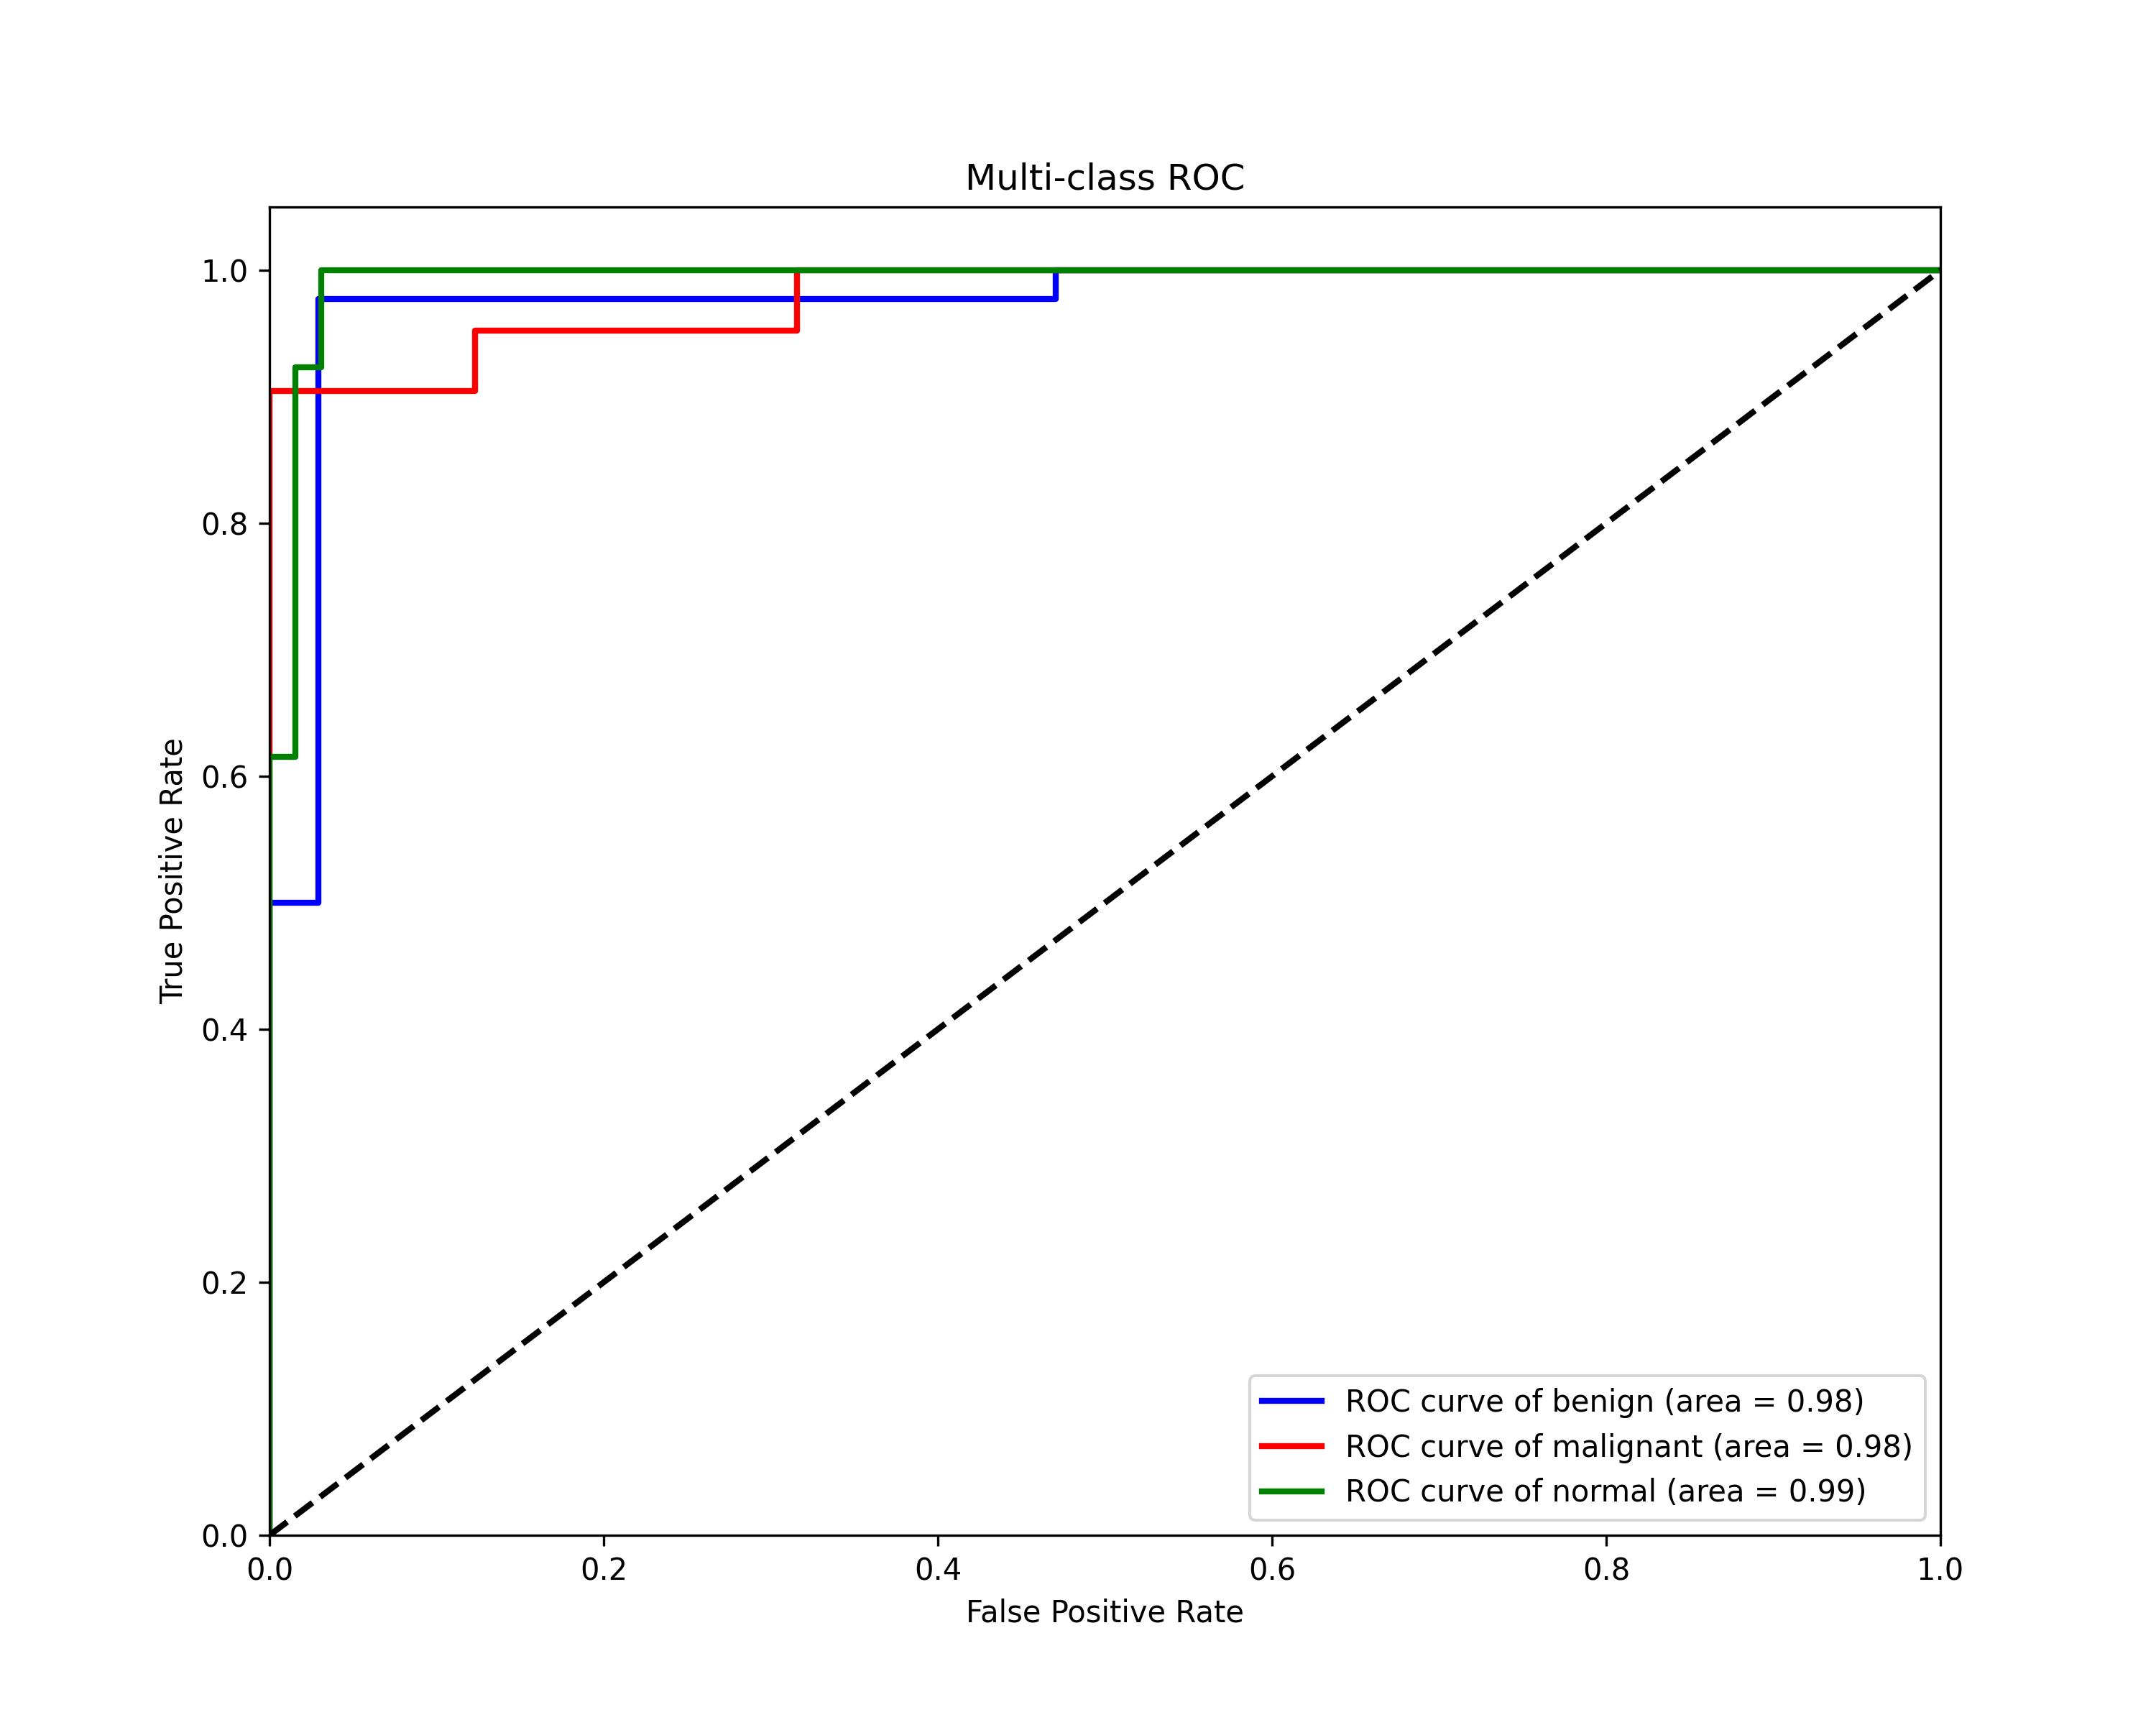 Multi-class ROC
True Positive Rate
1.0
0.8
0.6
0.4
0.2
0.0
0.0 0.2 0.4 0.6 0.8 1.0
False Positive Rate
ROC curve of benign (area = 0.98)
ROC curve of malignant (area = 0.98)
ROC curve of normal (area = 0.99)